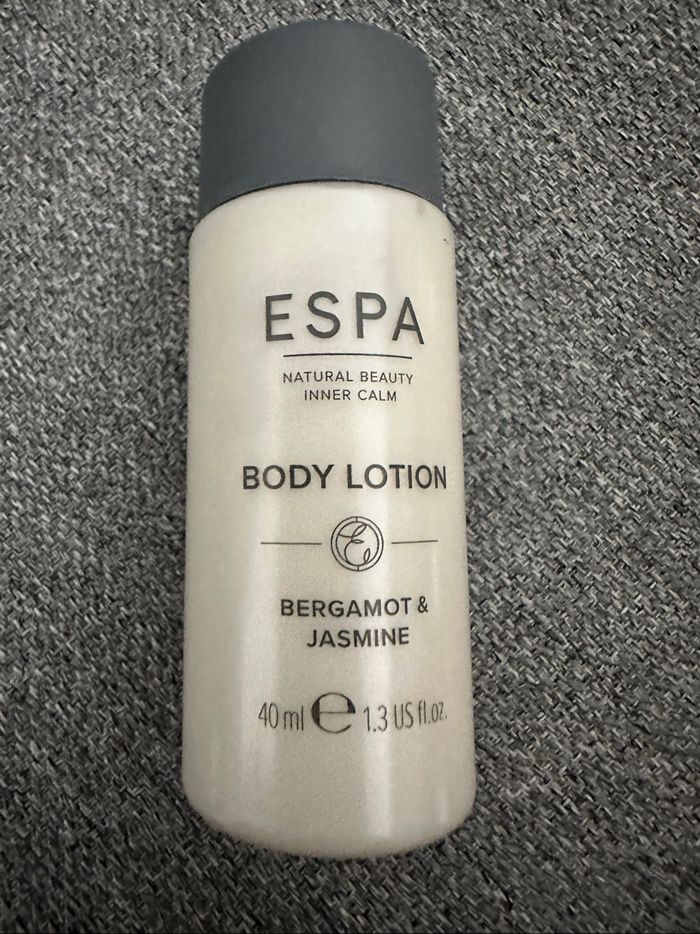 ESPA
NATURAL BEAUTY
INNER CALM
BODY LOTION
BERGAMOT &
JASMINE
40 ml ℮ 1.3 US fl.oz.